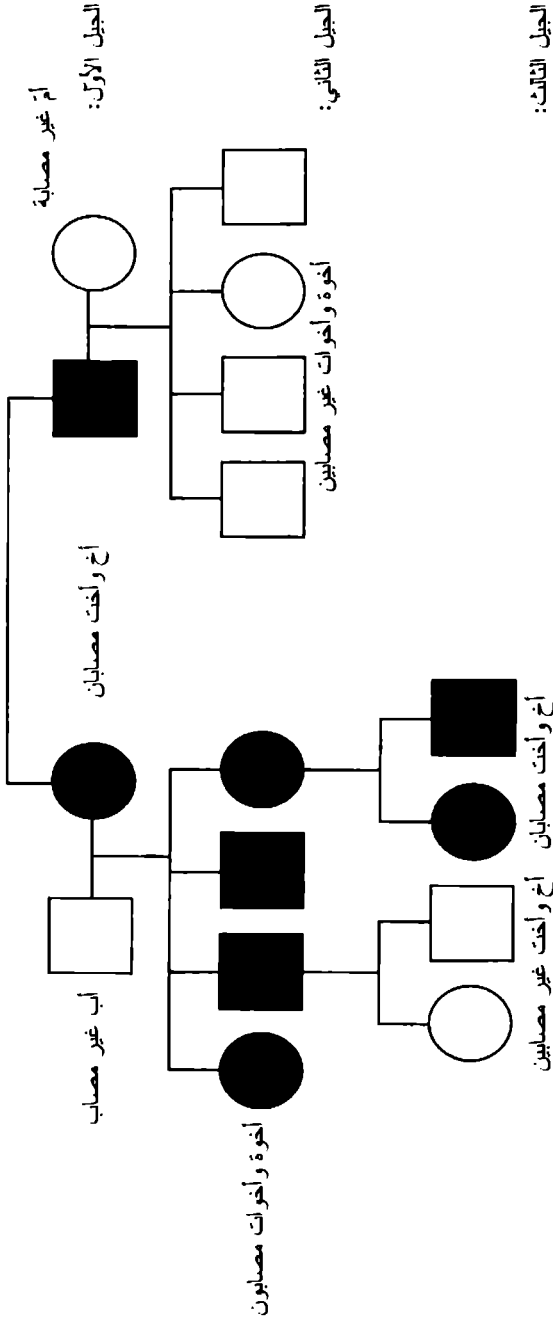 الجيل الأول:
أم غير مصابة
أخ وأخت مصابان
أب غير مصاب
الجيل الثاني:
أخوة وأخوات غير مصابين
أخوة وأخوات مصابون
الجيل الثالث:
أخ وأخت مصابان
أخ وأخت غير مصابين